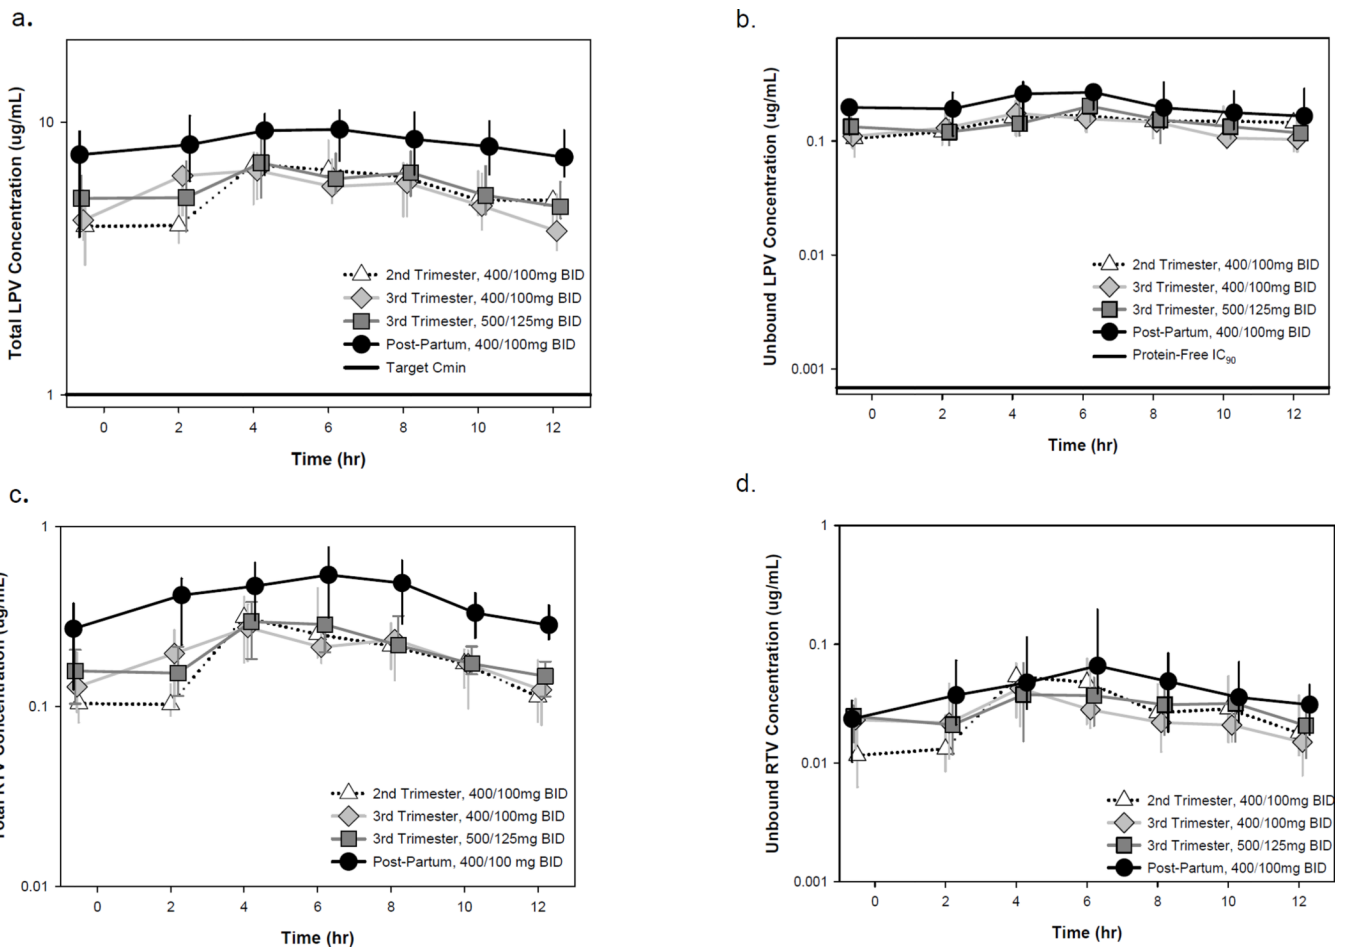 a.
Total LPV Concentration (ug/mL)
10
1
2nd Trimester, 400/100mg BID
3rd Trimester, 400/100mg BID
3rd Trimester, 500/125mg BID
Post-Partum, 400/100mg BID
Target Cmin
0 2 4 6 8 10 12
Time (hr)
b.
Unbound LPV Concentration (ug/mL)
0.1
0.01
0.001
2nd Trimester, 400/100mg BID
3rd Trimester, 400/100mg BID
3rd Trimester, 500/125mg BID
Post-Partum, 400/100mg BID
Protein-Free IC90
0 2 4 6 8 10 12
Time (hr)
c.
Total RTV Concentration (ug/mL)
1
0.1
0.01
2nd Trimester, 400/100mg BID
3rd Trimester, 400/100mg BID
3rd Trimester, 500/125mg BID
Post-Partum, 400/100 mg BID
0 2 4 6 8 10 12
Time (hr)
d.
Unbound RTV Concentration (ug/mL)
1
0.1
0.01
0.001
2nd Trimester, 400/100mg BID
3rd Trimester, 400/100mg BID
3rd Trimester, 500/125mg BID
Post-Partum, 400/100mg BID
0 2 4 6 8 10 12
Time (hr)